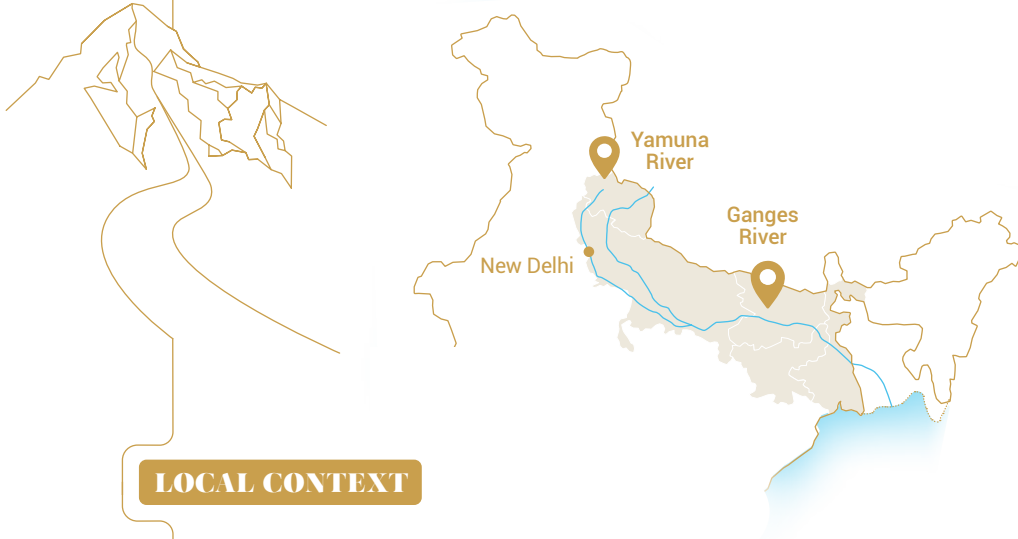 Yamuna
River
Ganges
River
New Delhi
LOCAL CONTEXT